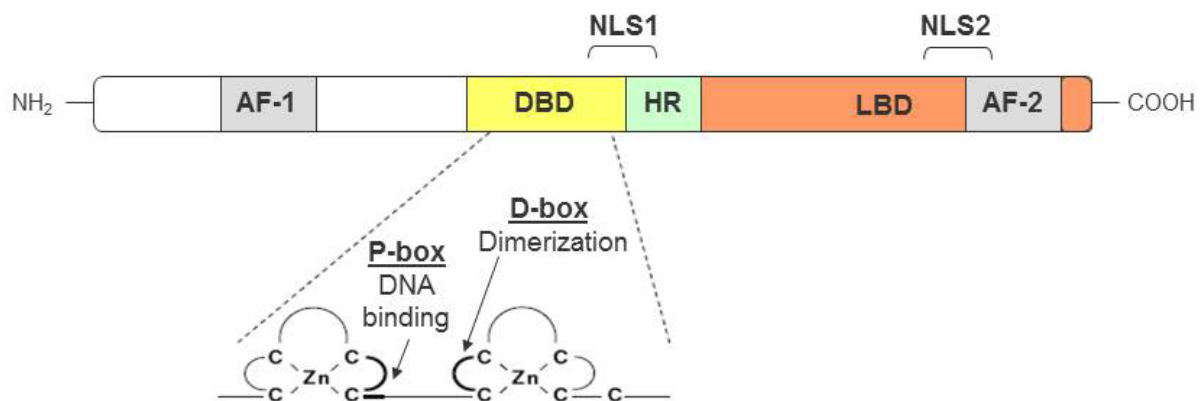 NLS1 NLS2
NH₂ AF-1 DBD HR LBD AF-2 COOH
D-box
Dimerization
P-box
DNA
binding
C C C C
Zn Zn
C C C C C